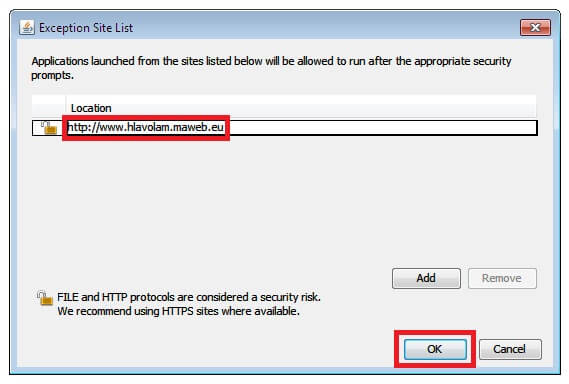 Exception Site List
Applications launched from the sites listed below will be allowed to run after the appropriate security
prompts.
Location
http://www.hlavolam.maweb.eu
Add
Remove
FILE and HTTP protocols are considered a security risk.
We recommend using HTTPS sites where available.
OK
Cancel